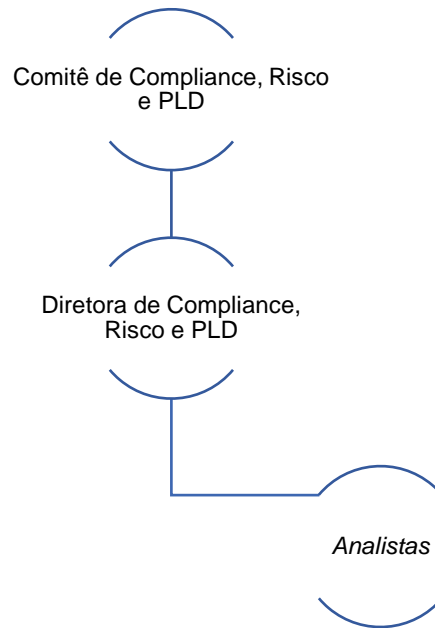 Comitê de Compliance, Risco
e PLD
Diretora de Compliance,
Risco e PLD
Analistas